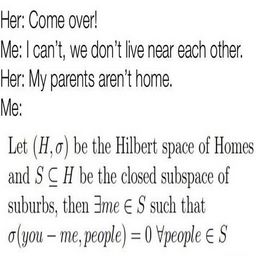 Her: Come over!
Me: I can't, we don't live near each other.
Her: My parents aren't home.
Me:
Let (H, σ) be the Hilbert space of Homes
and S ⊆ H be the closed subspace of
suburbs, then ∃me ∈ S such that
σ(you − me, people) = 0 ∀people ∈ S